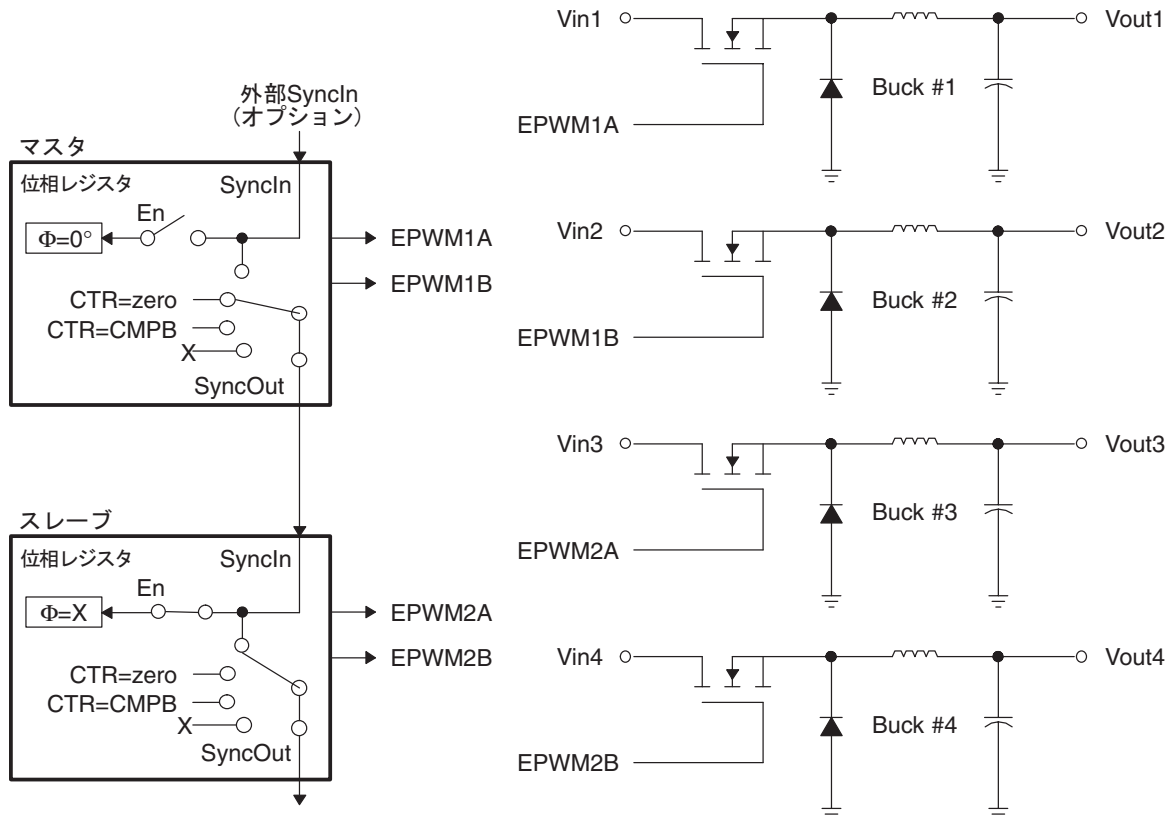 外部SyncIn
（オプション）
マスタ
位相レジスタ
SyncIn
En
Φ=0°
EPWM1A
EPWM1B
CTR=zero
CTR=CMPB
X
SyncOut
スレーブ
位相レジスタ
SyncIn
En
Φ=X
EPWM2A
EPWM2B
CTR=zero
CTR=CMPB
X
SyncOut
Vin1
Vout1
Buck #1
EPWM1A
Vin2
Vout2
Buck #2
EPWM1B
Vin3
Vout3
Buck #3
EPWM2A
Vin4
Vout4
Buck #4
EPWM2B